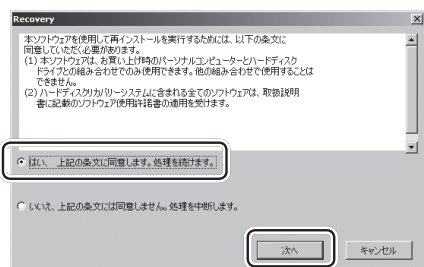 Recovery
本ソフトウェアを使用して再インストールを実行するためには、以下の条文に
同意していただく必要があります。
(1) 本ソフトウェアは、お買い上げ時のパーソナルコンピューターとハードディスク
ドライブとの組み合わせでのみ使用できます。他の組み合わせで使用することは
できません。
(2) ハードディスクリカバリーシステムに含まれる全てのソフトウェアは、取扱説明
書に記載のソフトウェア使用許諾書の適用を受けます。
はい、 上記の条文に同意します。処理を続けます。
いいえ、上記の条文には同意しません。処理を中断します。
次へ
キャンセル